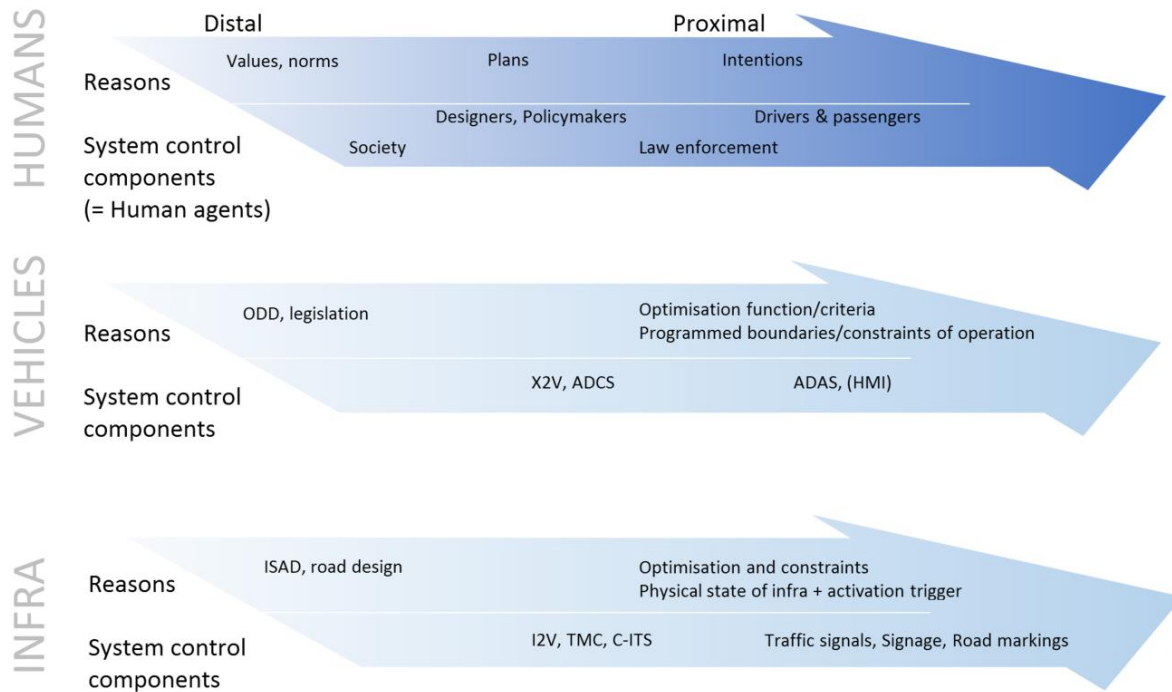 HUMANS
Distal
Proximal
Reasons
Values, norms
Plans
Intentions
Designers, Policymakers
Drivers & passengers
System control
components
(= Human agents)
Society
Law enforcement
VEHICLES
Reasons
ODD, legislation
Optimisation function/criteria
Programmed boundaries/constraints of operation
System control
components
X2V, ADCS
ADAS, (HMI)
INFRA
Reasons
ISAD, road design
Optimisation and constraints
Physical state of infra + activation trigger
System control
components
I2V, TMC, C-ITS
Traffic signals, Signage, Road markings